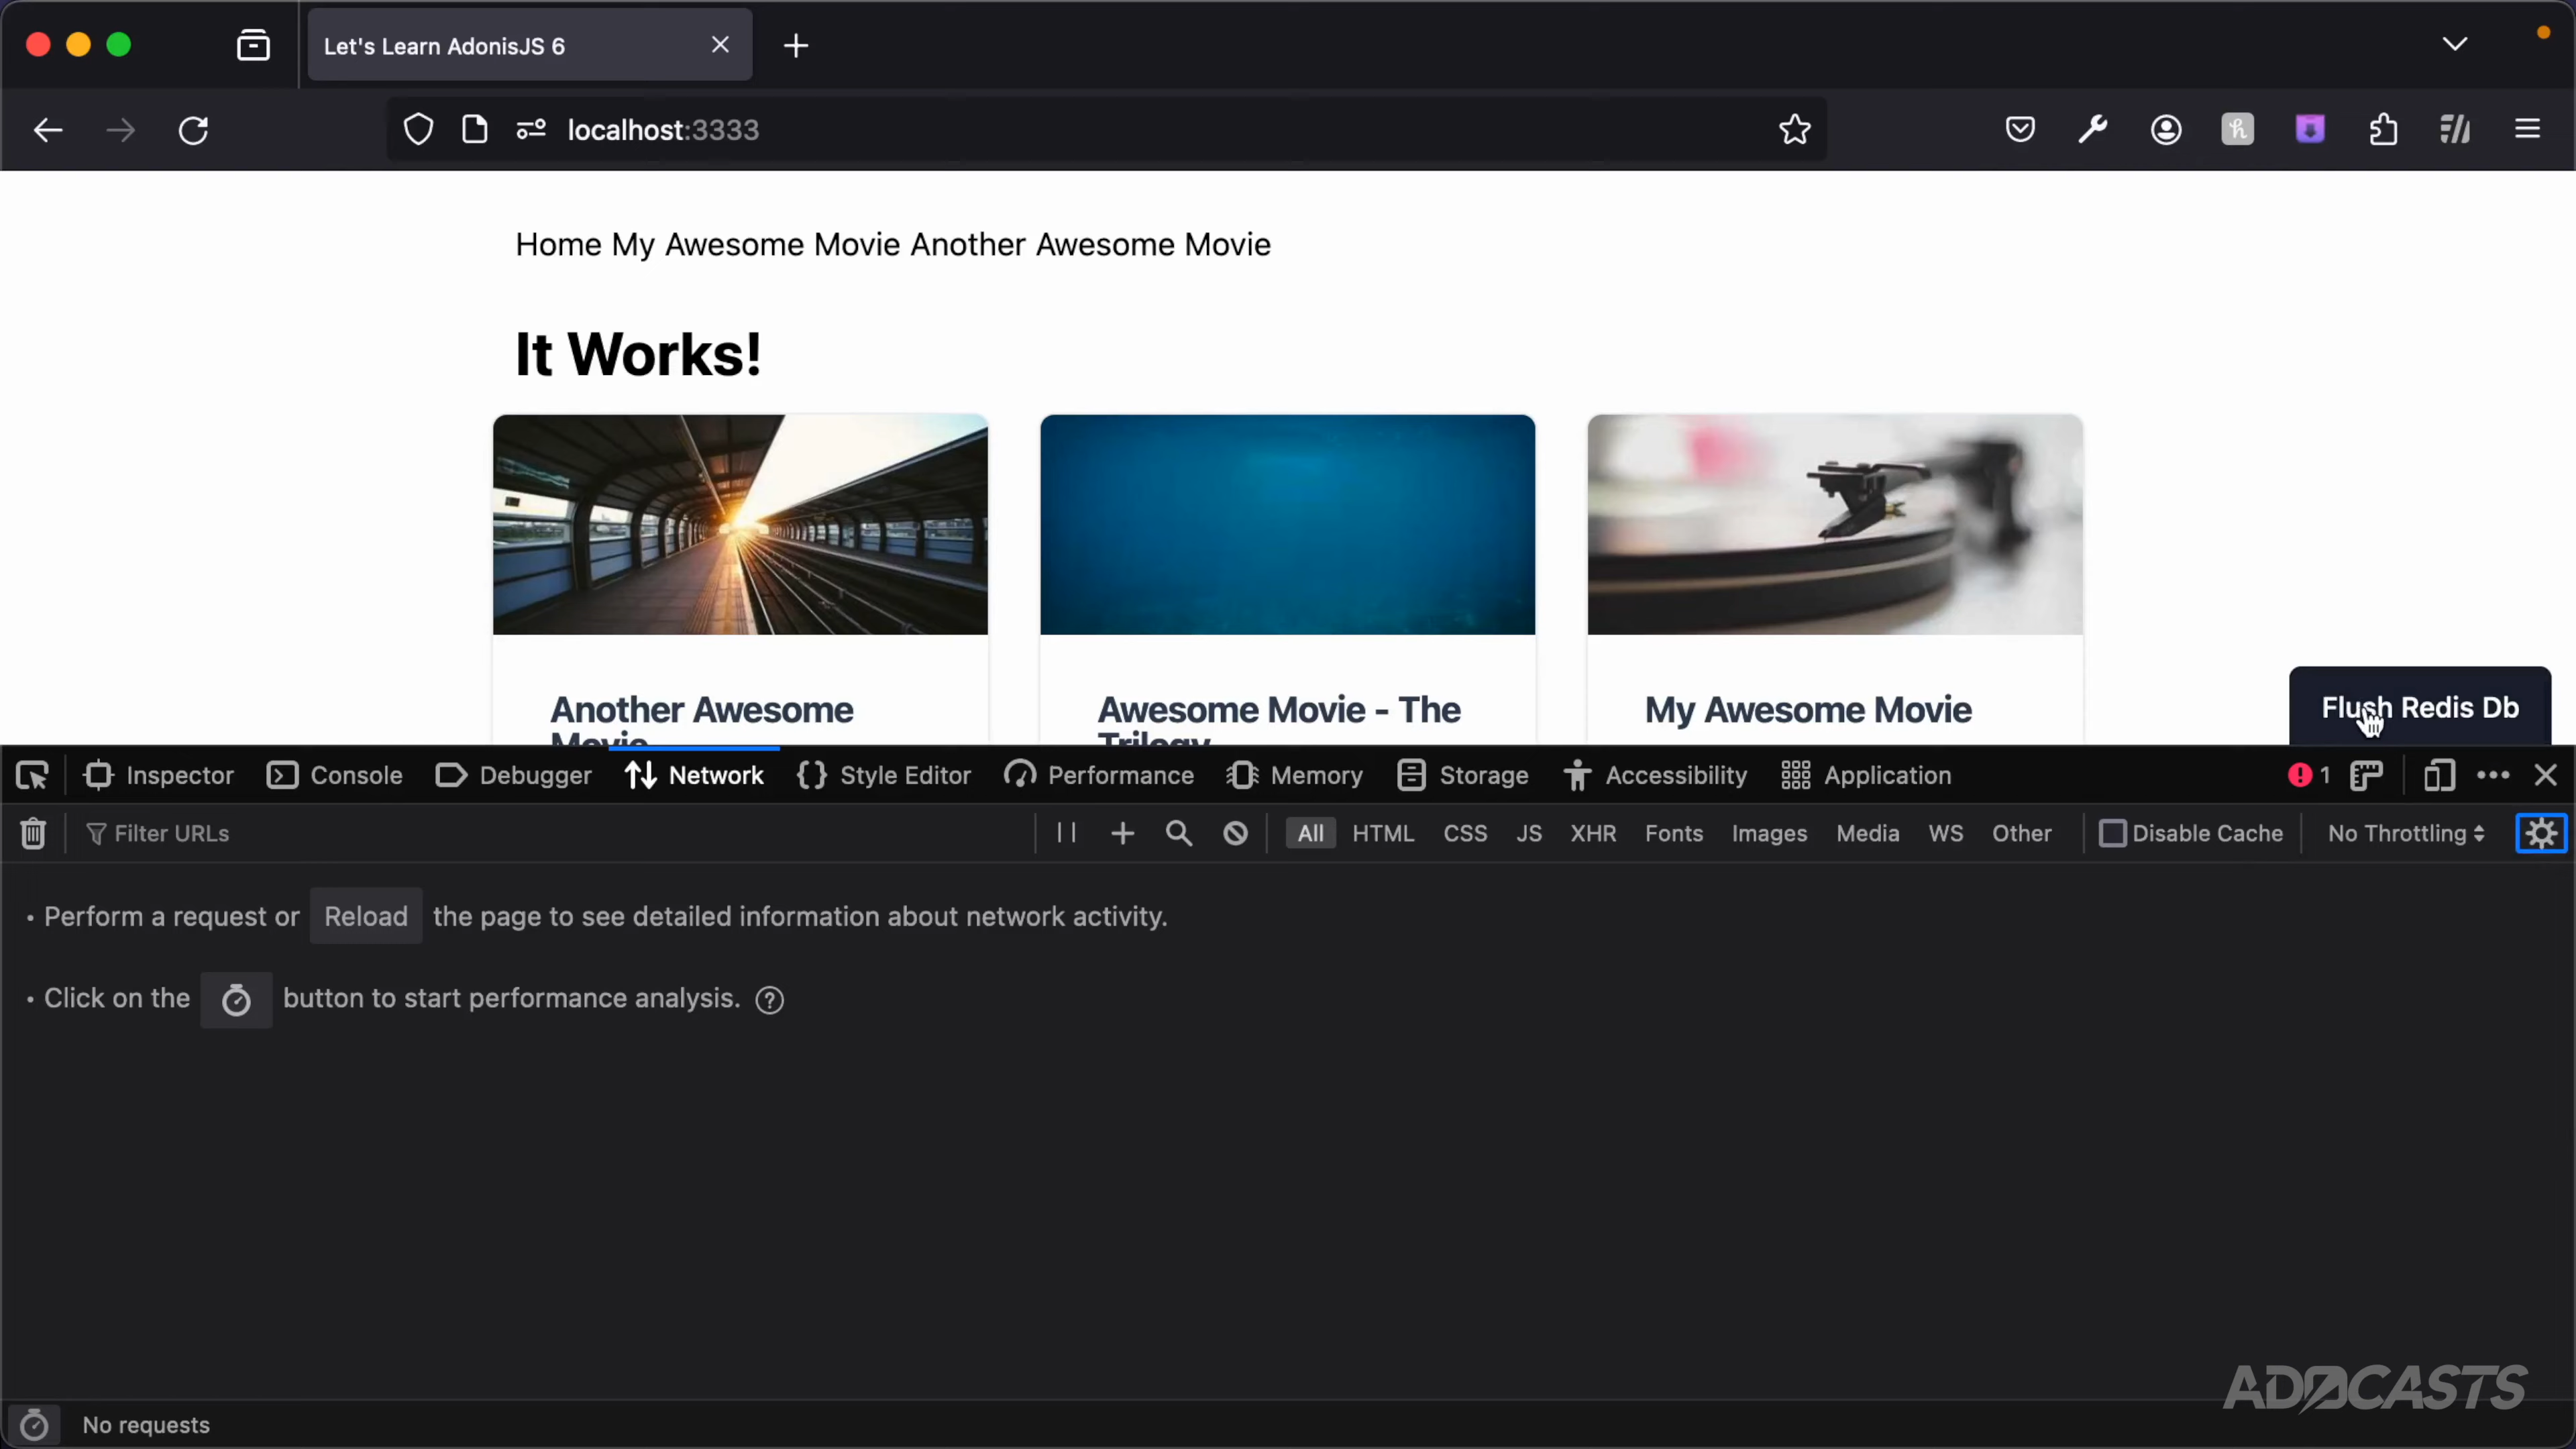 Let's Learn AdonisJS 6
localhost:3333
Home My Awesome Movie Another Awesome Movie
It Works!
Another Awesome
Movie
Awesome Movie - The
Trilogy
My Awesome Movie
Flush Redis Db
Inspector Console Debugger Network Style Editor Performance Memory Storage Accessibility Application 1
Filter URLs All HTML CSS JS XHR Fonts Images Media WS Other Disable Cache No Throttling
• Perform a request or Reload the page to see detailed information about network activity.
• Click on the button to start performance analysis. ?
ADOCASTS
No requests